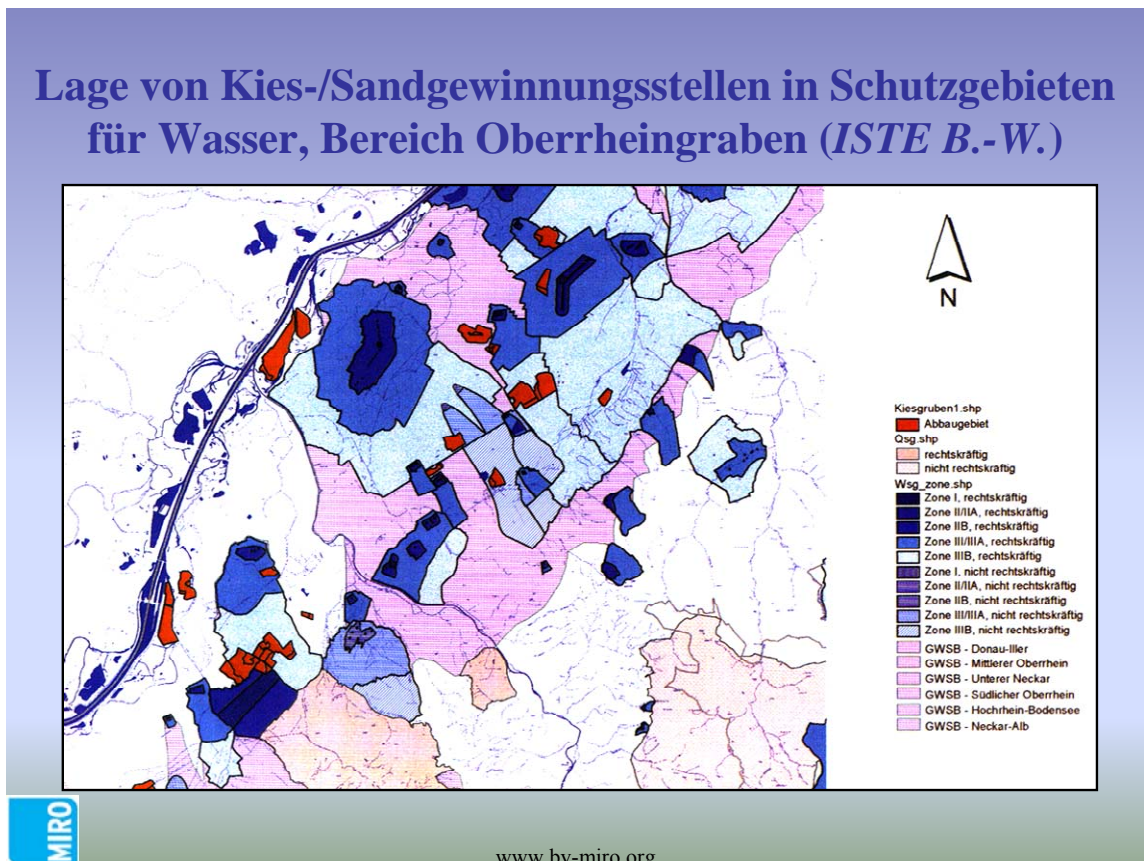 Lage von Kies-/Sandgewinnungsstellen in Schutzgebieten
für Wasser, Bereich Oberrheingraben (ISTE B.-W.)
N
Kiesgruben1.shp
Abbaugebiet
Qsg.shp
rechtskräftig
nicht rechtskräftig
Wsg_zone.shp
Zone I, rechtskräftig
Zone II/IIA, rechtskräftig
Zone IIB, rechtskräftig
Zone III/IIIA, rechtskräftig
Zone IIIB, rechtskräftig
Zone I, nicht rechtskräftig
Zone II/IIA, nicht rechtskräftig
Zone IIB, nicht rechtskräftig
Zone III/IIIA, nicht rechtskräftig
Zone IIIB, nicht rechtskräftig
GWSB - Donau-Iller
GWSB - Mittlerer Oberrhein
GWSB - Unterer Neckar
GWSB - Südlicher Oberrhein
GWSB - Hochrhein-Bodensee
GWSB - Neckar-Alb
MIRO
www.bv-miro.org